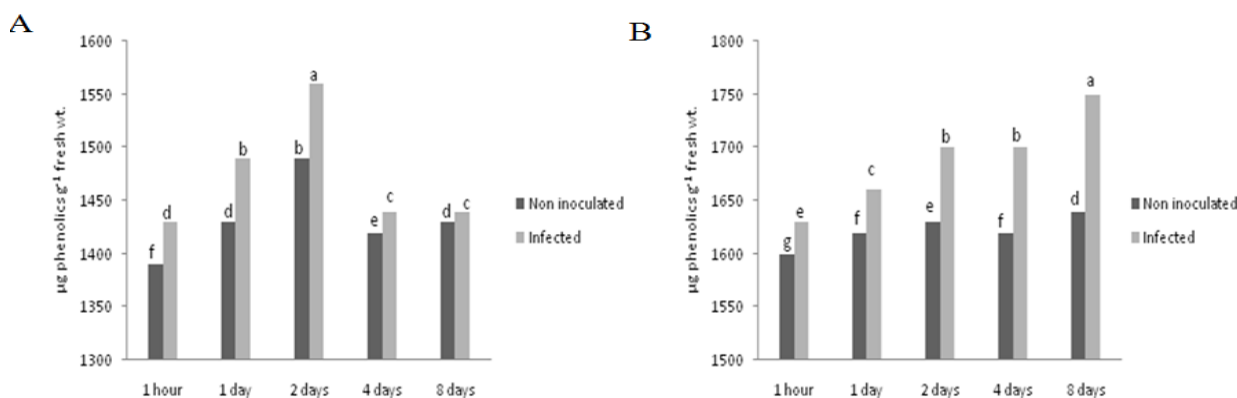 A
µg phenolics g-1 fresh wt.
1600
1550
1500
1450
1400
1350
1300
f
d
d
b
b
a
e
c
d
c
1 hour
1 day
2 days
4 days
8 days
Non inoculated
Infected
B
µg phenolics g-1 fresh wt.
1800
1750
1700
1650
1600
1550
1500
g
e
f
c
e
b
f
b
d
a
1 hour
1 day
2 days
4 days
8 days
Non inoculated
Infected